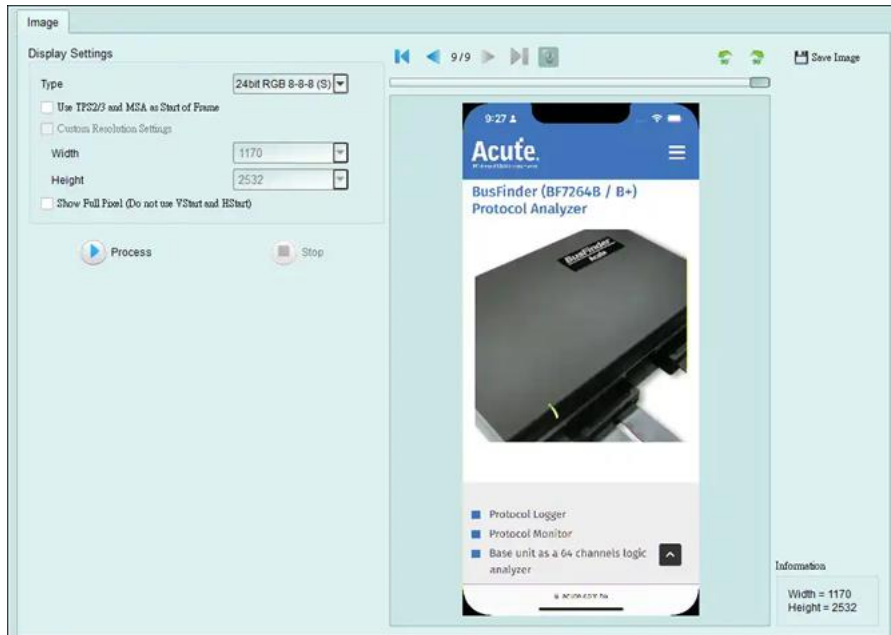 Image
Display Settings
Type
24bit RGB 8-8-8 (S)
Use TPS2/3 and MSA as Start of Frame
Custom Resolution Settings
Width
1170
Height
2532
Show Full Pixel (Do not use VStart and HStart)
Process
Stop
9/9
Save Image
9:27
Acute
BusFinder (BF7264B / B+)
Protocol Analyzer
BusFinder
Acute
Protocol Logger
Protocol Monitor
Base unit as a 64 channels logic
analyzer
Information
Width = 1170
Height = 2532